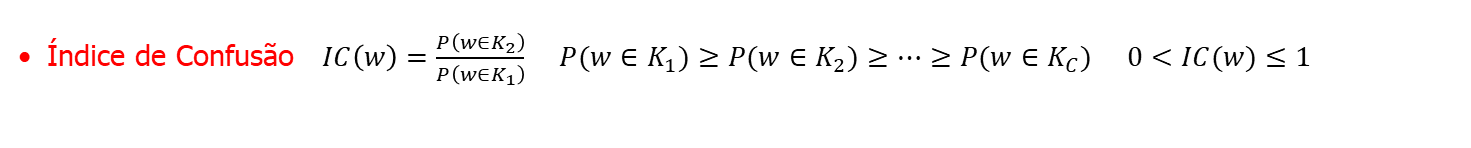 • Índice de Confusão IC(w) = P(w∈K₂)/P(w∈K₁) P(w ∈ K₁) ≥ P(w ∈ K₂) ≥ ⋯ ≥ P(w ∈ K_C) 0 < IC(w) ≤ 1